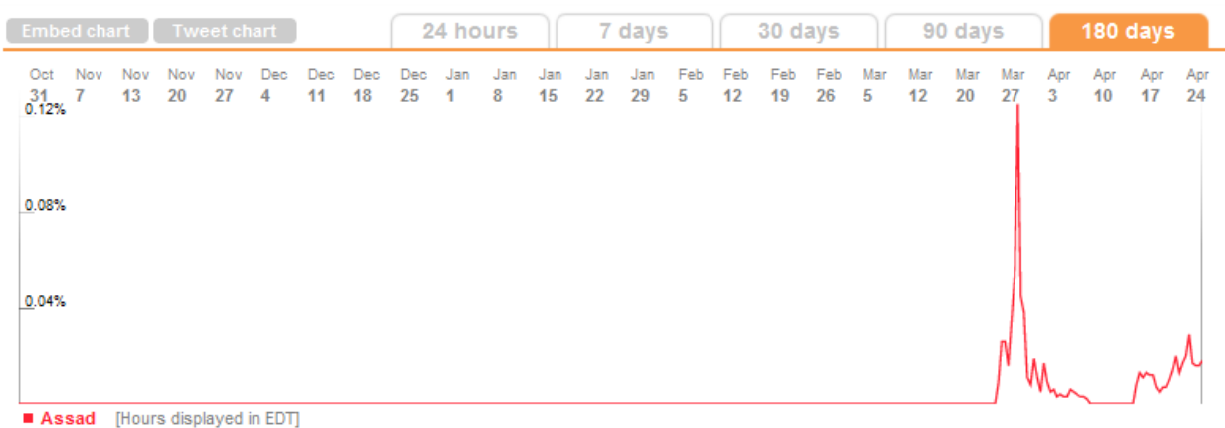 Embed chart Tweet chart 24 hours 7 days 30 days 90 days 180 days
Oct Nov Nov Nov Nov Dec Dec Dec Dec Jan Jan Jan Jan Jan Feb Feb Feb Feb Mar Mar Mar Mar Apr Apr Apr Apr
31 7 13 20 27 4 11 18 25 1 8 15 22 29 5 12 19 26 5 12 20 27 3 10 17 24
0.12%
0.08%
0.04%
Assad [Hours displayed in EDT]